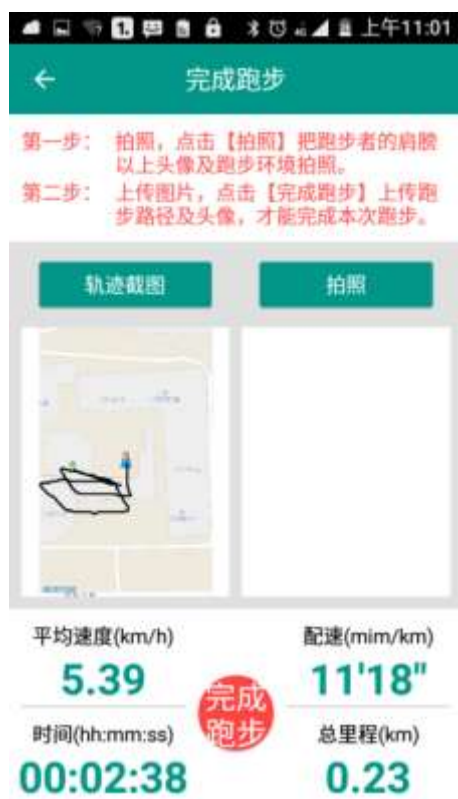 上午11:01
完成跑步
第一步： 拍照，点击【拍照】把跑步者的肩膀
以上头像及跑步环境拍照。
第二步： 上传图片，点击【完成跑步】上传跑
步路径及头像，才能完成本次跑步。
轨迹截图
拍照
平均速度(km/h)
配速(mim/km)
5.39
11'18"
完成
跑步
时间(hh:mm:ss)
总里程(km)
00:02:38
0.23